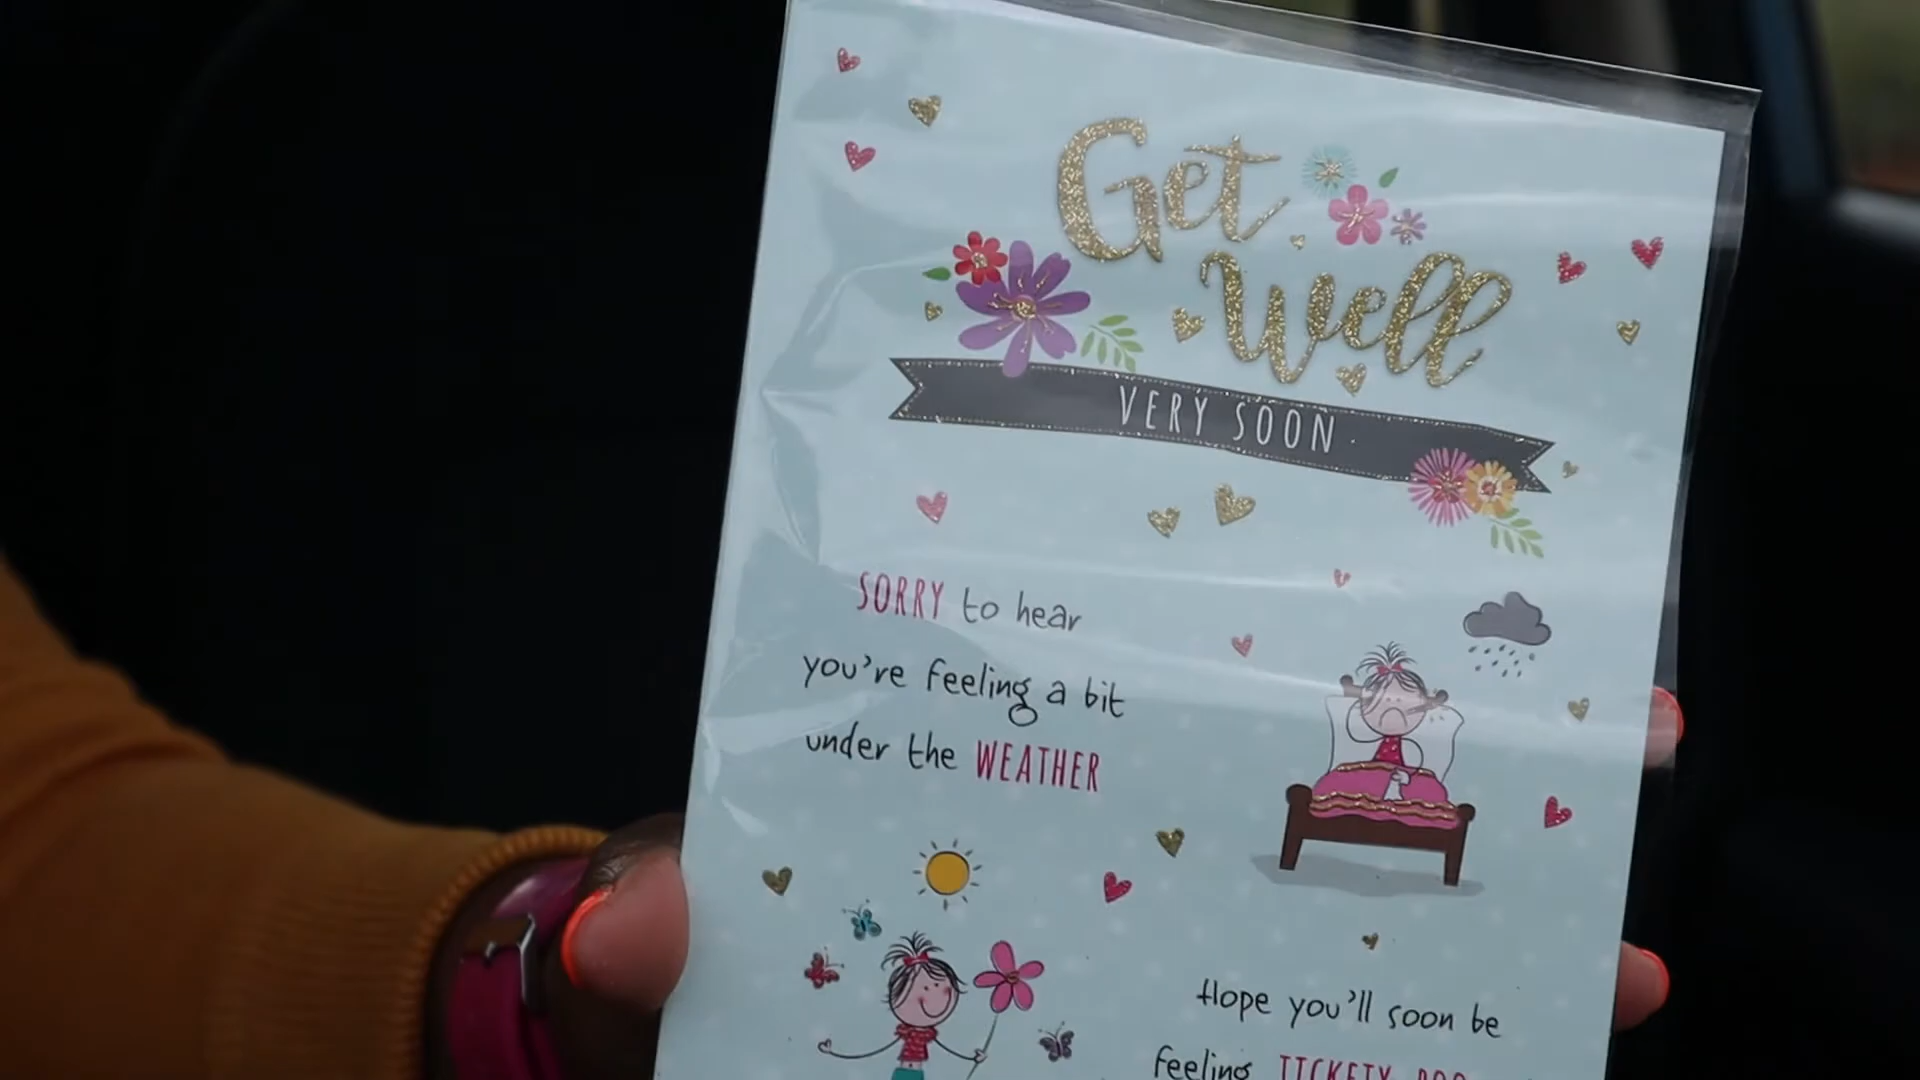 Get
Well
VERY SOON
SORRY to hear
you're feeling a bit
under the WEATHER
Hope you'll soon be
feeling TICKETY